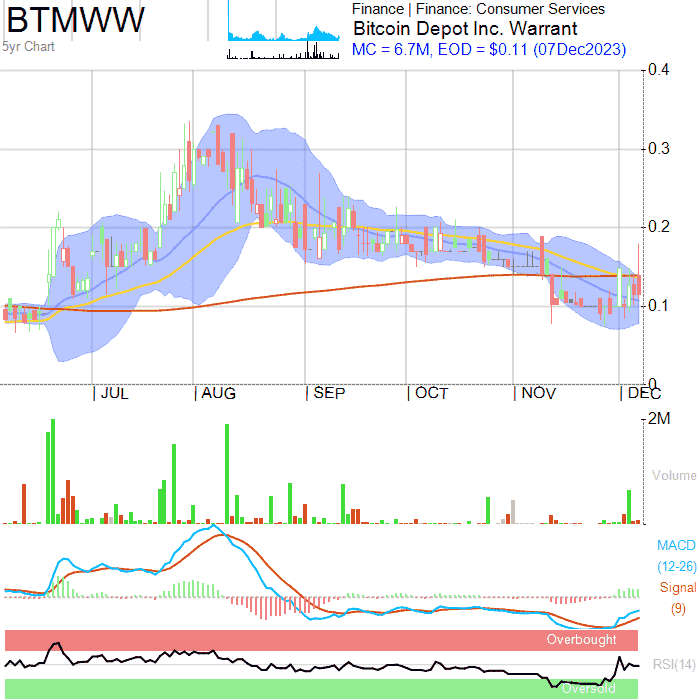 BTMWW
5yr Chart
Finance | Finance: Consumer Services
Bitcoin Depot Inc. Warrant
MC = 6.7M, EOD = $0.11 (07Dec2023)
0.4
0.3
0.2
0.1
0
JUL AUG SEP OCT NOV DEC
2M
Volume
MACD
(12-26)
Signal
(9)
Overbought
RSI(14)
Oversold